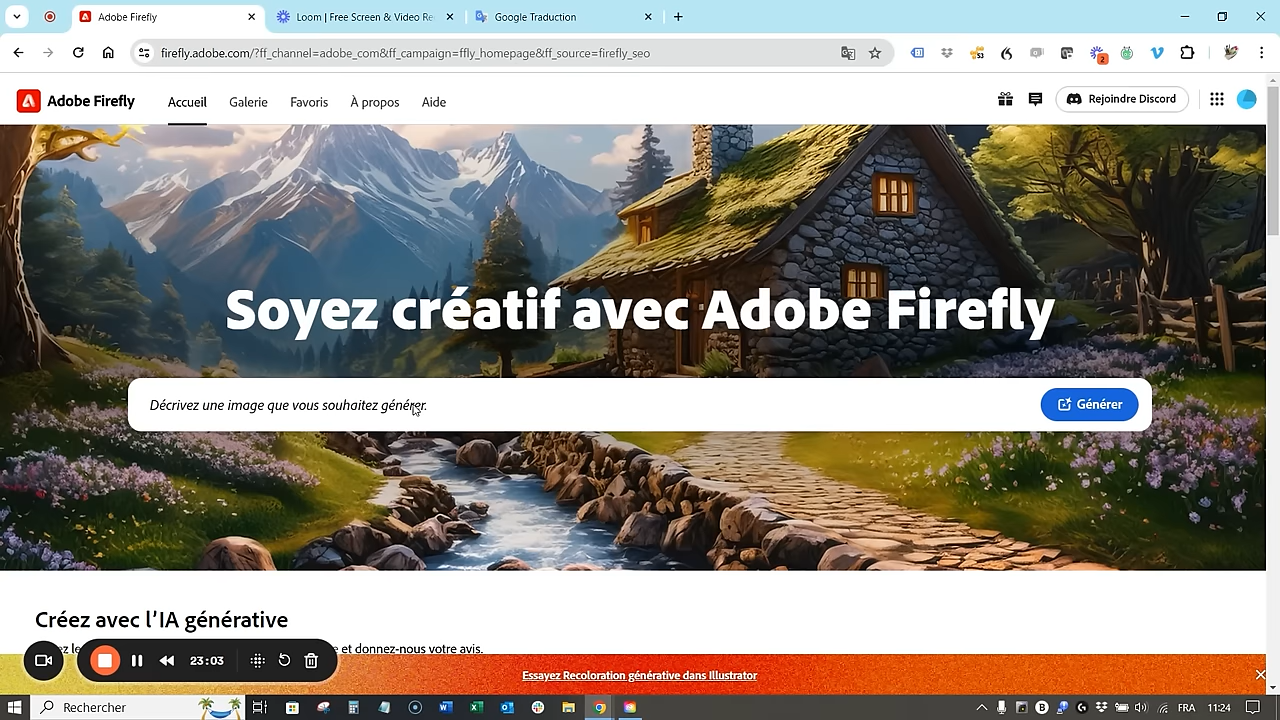 Adobe Firefly
Loom | Free Screen & Video Re
Google Traduction
firefly.adobe.com/?ff_channel=adobe_com&ff_campaign=ffly_homepage&ff_source=firefly_seo
53
2
Adobe Firefly
Accueil
Galerie
Favoris
À propos
Aide
Rejoindre Discord
Soyez créatif avec Adobe Firefly
Décrivez une image que vous souhaitez générer.
Générer
Créez avec l'IA générative
et donnez-nous votre avis.
23:03
Essayez Recoloration générative dans Illustrator
Rechercher
FRA
11:24